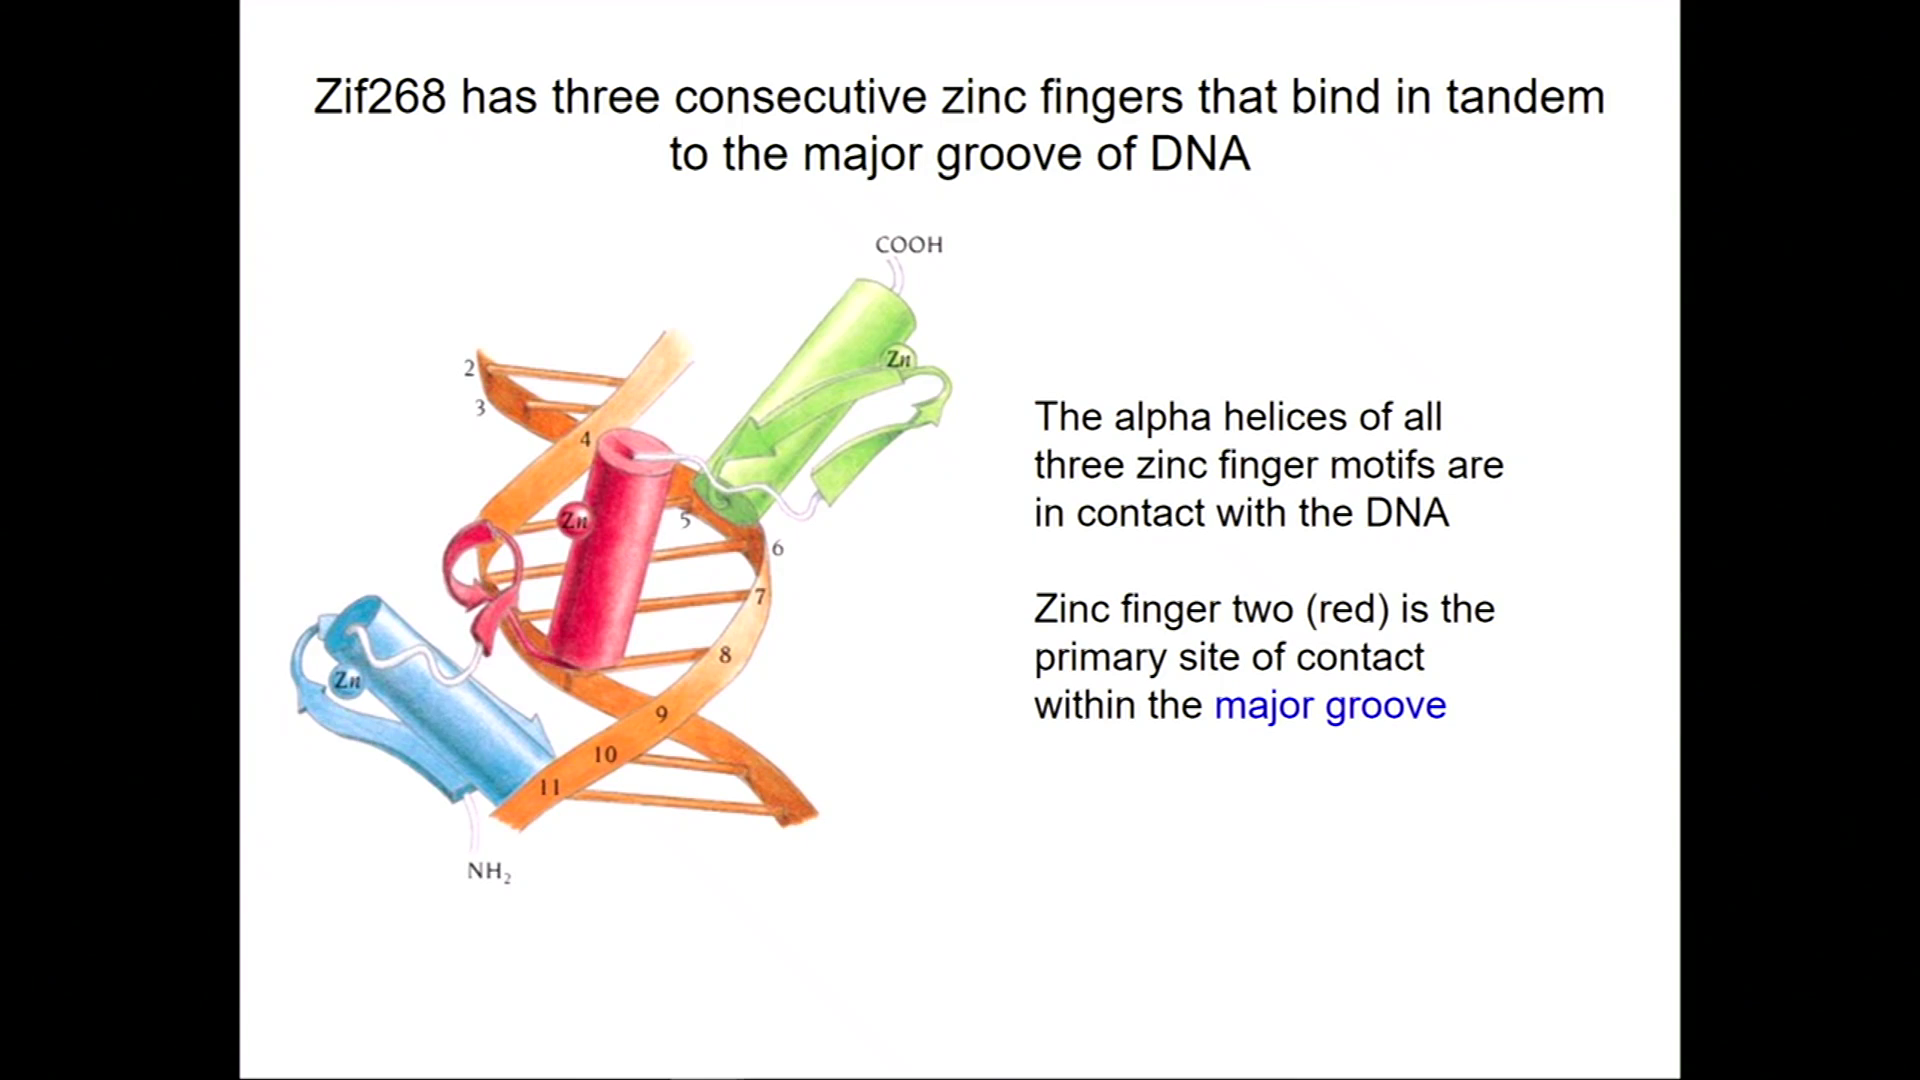 Zif268 has three consecutive zinc fingers that bind in tandem
to the major groove of DNA
COOH
Zn
2
3
4
The alpha helices of all
three zinc finger motifs are
in contact with the DNA
Zn
5
6
7
Zinc finger two (red) is the
primary site of contact
within the major groove
8
Zn
9
10
11
NH₂